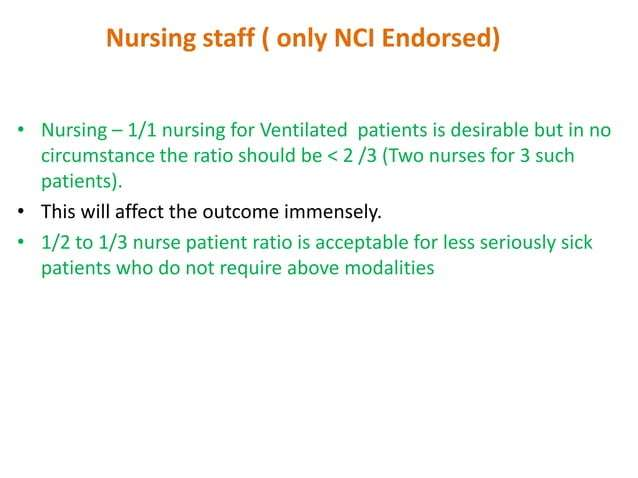 Nursing staff ( only NCI Endorsed)
• Nursing – 1/1 nursing for Ventilated  patients is desirable but in no
circumstance the ratio should be < 2 /3 (Two nurses for 3 such
patients).
• This will affect the outcome immensely.
• 1/2 to 1/3 nurse patient ratio is acceptable for less seriously sick
patients who do not require above modalities